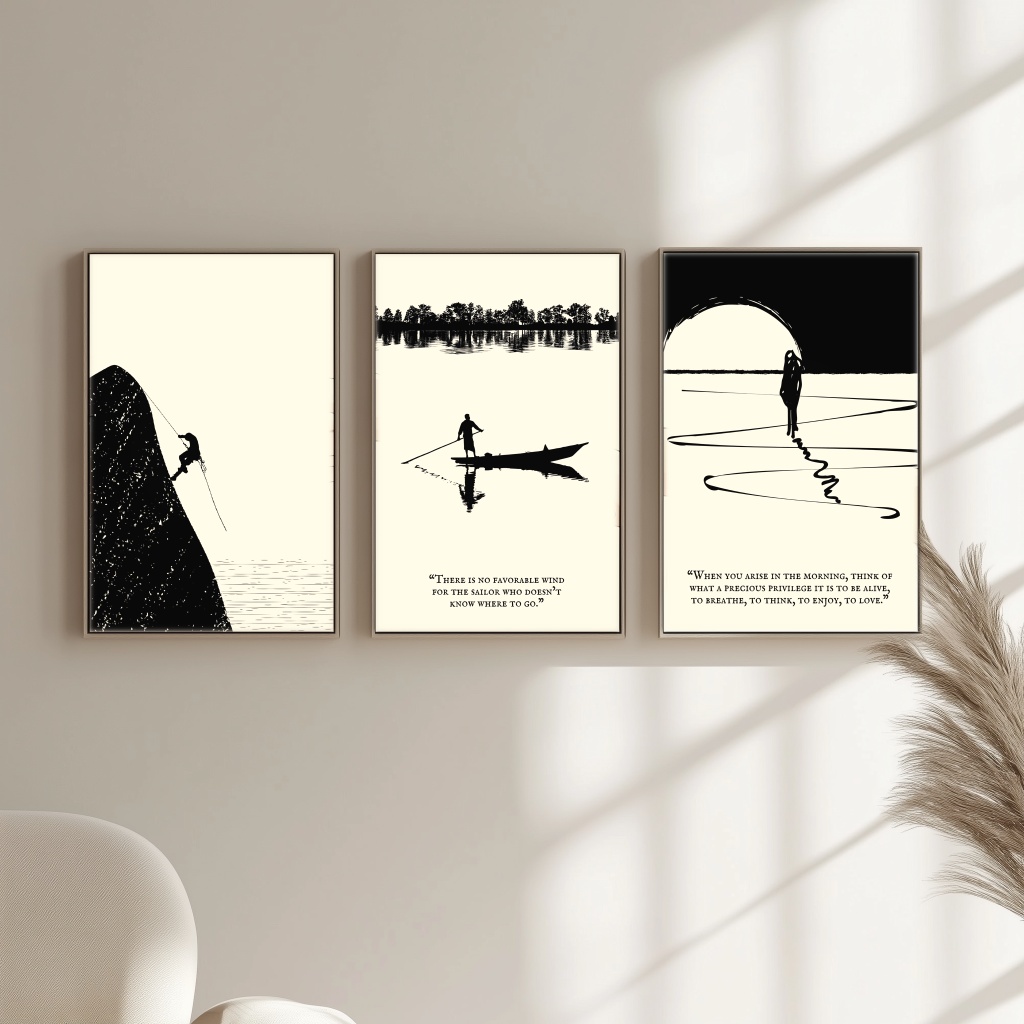 “There is no favorable wind
for the sailor who doesn’t
know where to go.”
“When you arise in the morning, think of
what a precious privilege it is to be alive,
to breathe, to think, to enjoy, to love.”